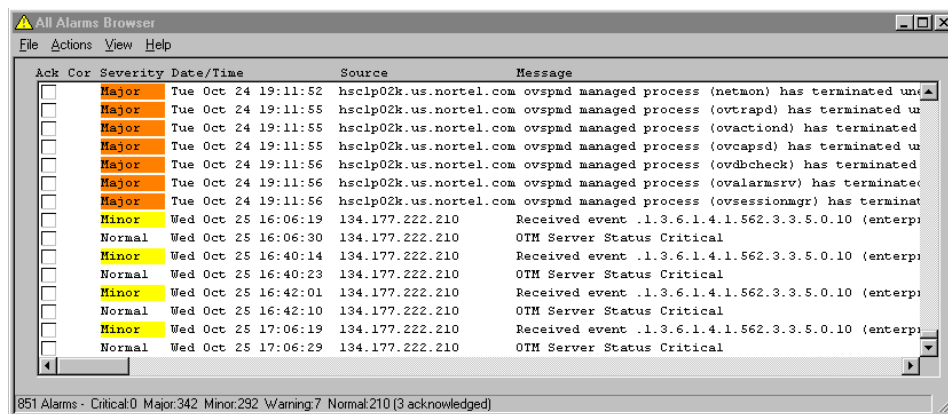 All Alarms Browser
File Actions View Help
Ack Cor Severity Date/Time Source Message
Major Tue Oct 24 19:11:52 hsclp02k.us.nortel.com ovspmd managed process (netmon) has terminated une
Major Tue Oct 24 19:11:55 hsclp02k.us.nortel.com ovspmd managed process (ovtrapd) has terminated un
Major Tue Oct 24 19:11:55 hsclp02k.us.nortel.com ovspmd managed process (ovactiond) has terminated
Major Tue Oct 24 19:11:55 hsclp02k.us.nortel.com ovspmd managed process (ovcapsd) has terminated un
Major Tue Oct 24 19:11:56 hsclp02k.us.nortel.com ovspmd managed process (ovdbcheck) has terminated
Major Tue Oct 24 19:11:56 hsclp02k.us.nortel.com ovspmd managed process (ovalarmsrv) has terminated
Major Tue Oct 24 19:11:56 hsclp02k.us.nortel.com ovspmd managed process (ovsessionmgr) has terminat
Minor Wed Oct 25 16:06:19 134.177.222.210 Received event .1.3.6.1.4.1.562.3.3.5.0.10 (enterpr
Normal Wed Oct 25 16:06:30 134.177.222.210 OTM Server Status Critical
Minor Wed Oct 25 16:40:14 134.177.222.210 Received event .1.3.6.1.4.1.562.3.3.5.0.10 (enterpr
Normal Wed Oct 25 16:40:23 134.177.222.210 OTM Server Status Critical
Minor Wed Oct 25 16:42:01 134.177.222.210 Received event .1.3.6.1.4.1.562.3.3.5.0.10 (enterpr
Normal Wed Oct 25 16:42:10 134.177.222.210 OTM Server Status Critical
Minor Wed Oct 25 17:06:19 134.177.222.210 Received event .1.3.6.1.4.1.562.3.3.5.0.10 (enterpr
Normal Wed Oct 25 17:06:29 134.177.222.210 OTM Server Status Critical
851 Alarms - Critical:0 Major:342 Minor:292 Warning:7 Normal:210 (3 acknowledged)